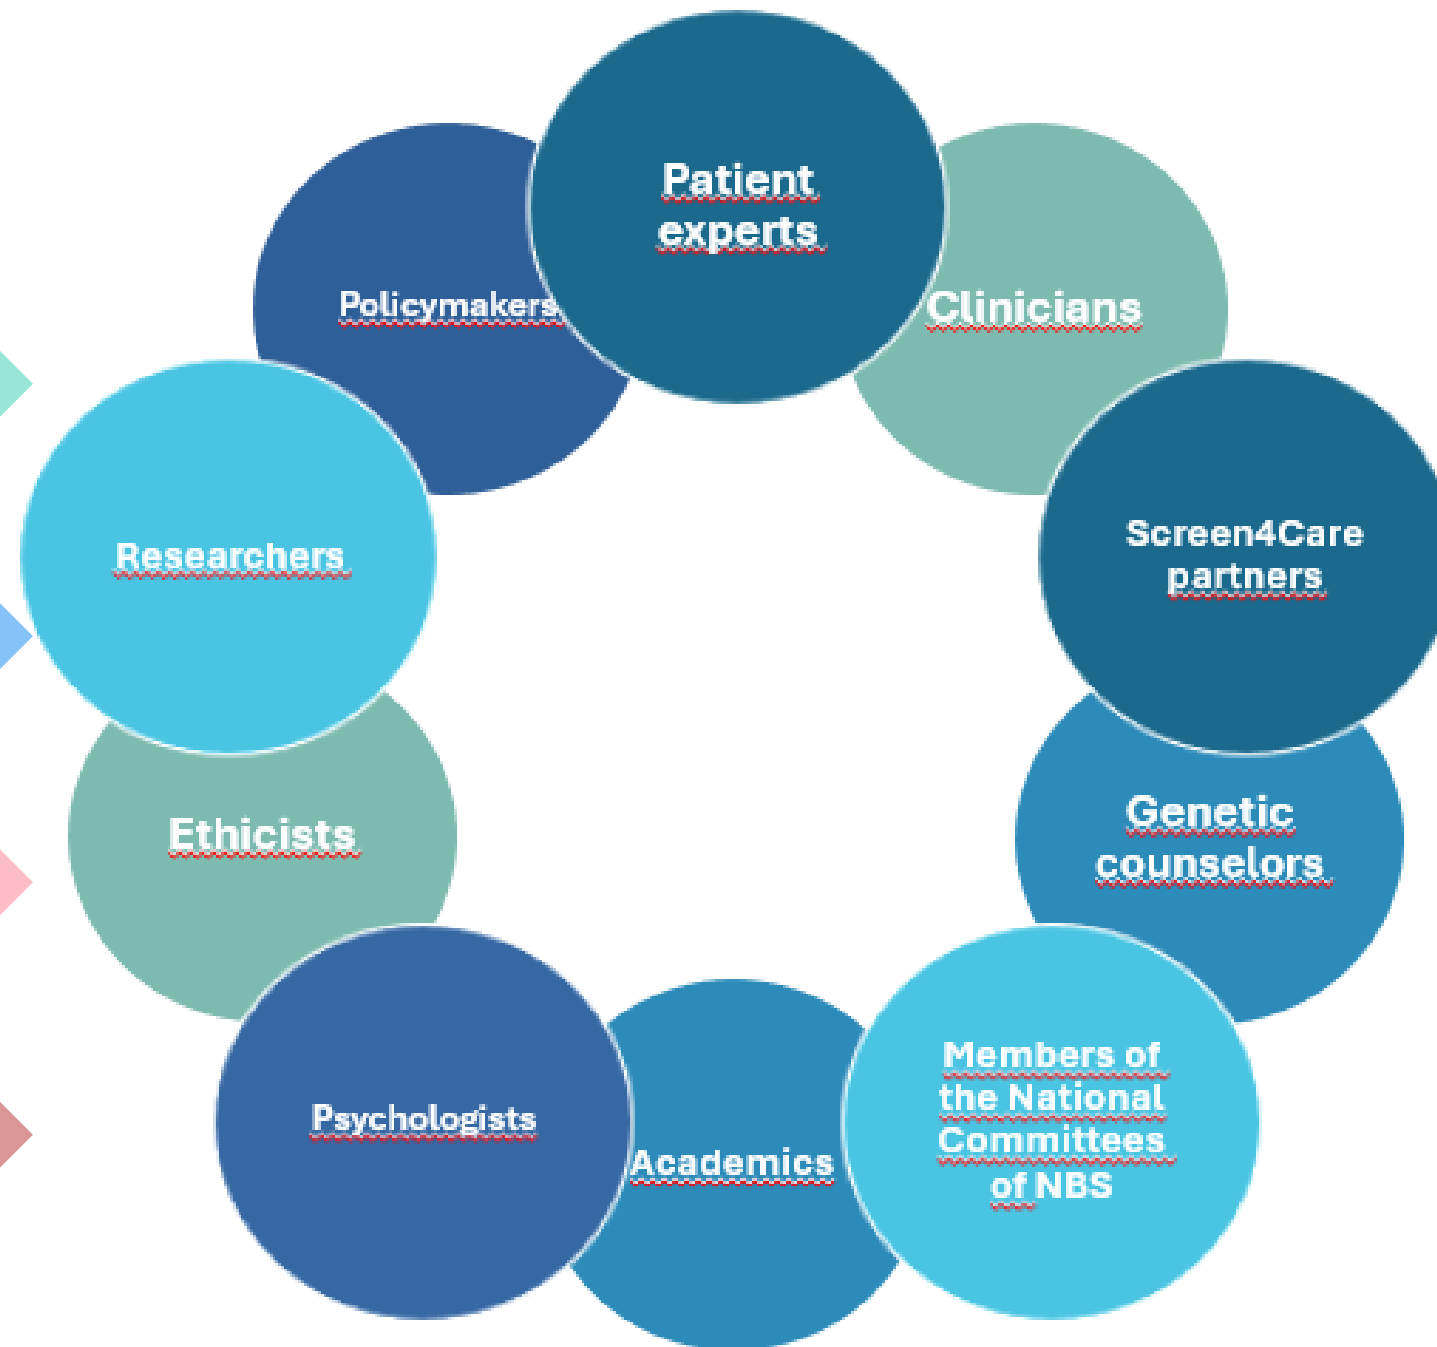 Patient
experts
Policymakers
Clinicians
Researchers
Screen4Care
partners
Ethicists
Genetic
counselors
Psychologists
Academics
Members of
the National
Committees
of NBS